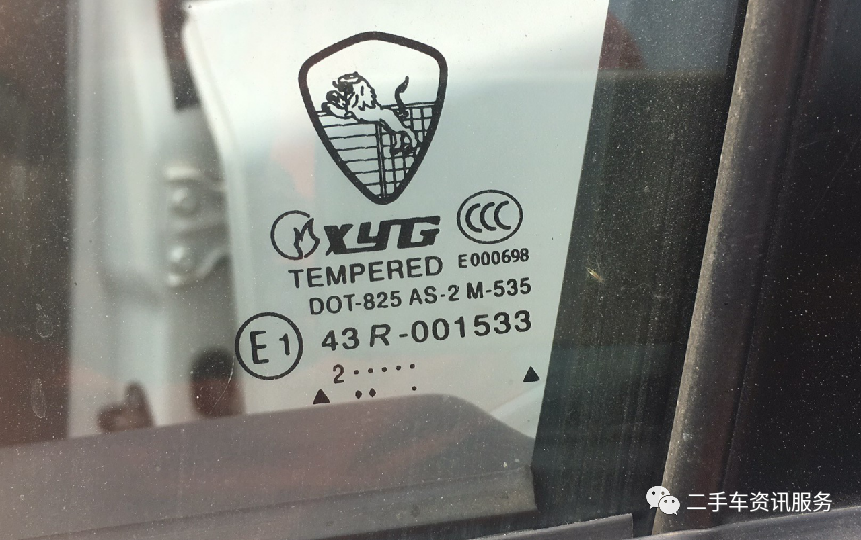 XYG
CCC
TEMPERED E000698
DOT-825 AS-2 M-535
E1 43R-001533
2·····
二手车资讯服务